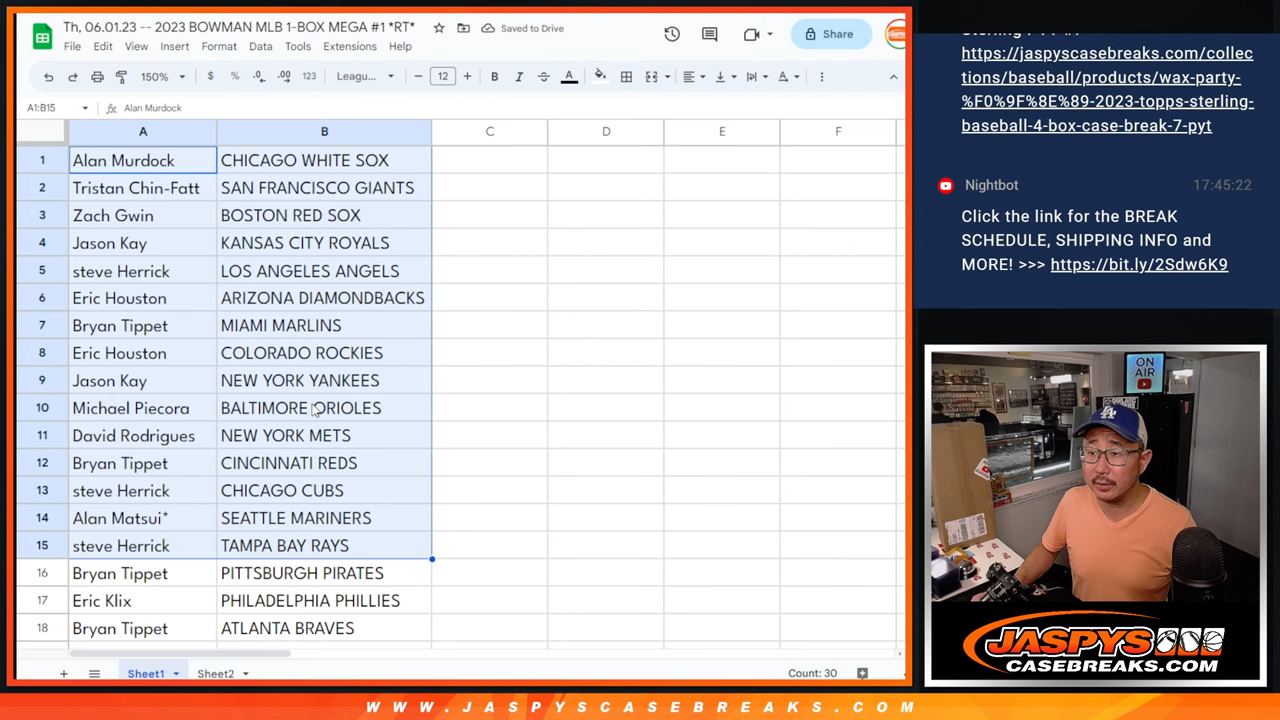 Th, 06.01.23 -- 2023 BOWMAN MLB 1-BOX MEGA #1 *RT*
Saved to Drive
File Edit View Insert Format Data Tools Extensions Help
Share
150% $ % .0 .00 123 Leagu... − 12 + B I A
A1:B15 fx Alan Murdock
A B C D E F
1 Alan Murdock CHICAGO WHITE SOX
2 Tristan Chin-Fatt SAN FRANCISCO GIANTS
3 Zach Gwin BOSTON RED SOX
4 Jason Kay KANSAS CITY ROYALS
5 steve Herrick LOS ANGELES ANGELS
6 Eric Houston ARIZONA DIAMONDBACKS
7 Bryan Tippet MIAMI MARLINS
8 Eric Houston COLORADO ROCKIES
9 Jason Kay NEW YORK YANKEES
10 Michael Piecora BALTIMORE ORIOLES
11 David Rodrigues NEW YORK METS
12 Bryan Tippet CINCINNATI REDS
13 steve Herrick CHICAGO CUBS
14 Alan Matsui* SEATTLE MARINERS
15 steve Herrick TAMPA BAY RAYS
16 Bryan Tippet PITTSBURGH PIRATES
17 Eric Klix PHILADELPHIA PHILLIES
18 Bryan Tippet ATLANTA BRAVES
Sheet1 Sheet2 Count: 30
https://jaspyscasebreaks.com/collec
tions/baseball/products/wax-party-
%F0%9F%8E%89-2023-topps-sterling-
baseball-4-box-case-break-7-pyt
Nightbot 17:45:22
Click the link for the BREAK
SCHEDULE, SHIPPING INFO and
MORE! >>> https://bit.ly/2Sdw6K9
ON
AIR
LA
JASPYS
CASEBREAKS.COM
WWW.JASPYSCASEBREAKS.COM